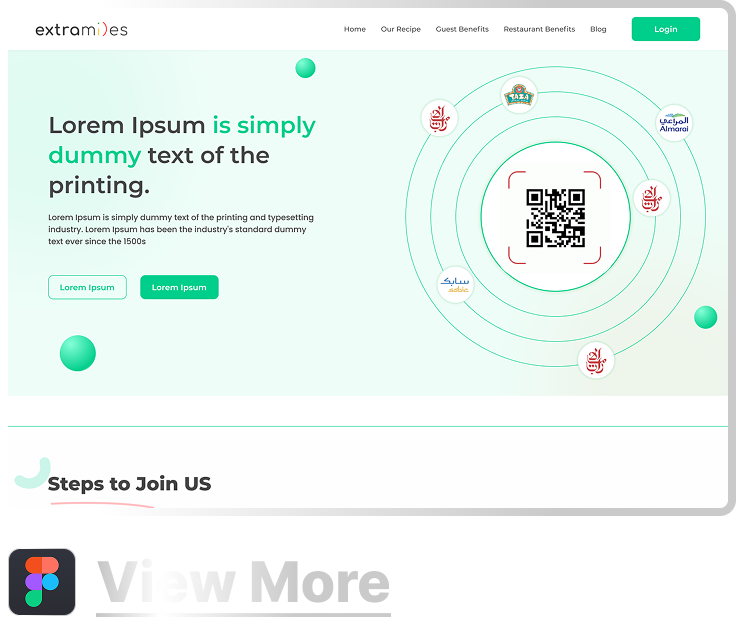 extramiles
Home Our Recipe Guest Benefits Restaurant Benefits Blog Login
Lorem Ipsum is simply
dummy text of the
printing.
Lorem Ipsum is simply dummy text of the printing and typesetting
industry. Lorem Ipsum has been the industry's standard dummy
text ever since the 1500s
Lorem Ipsum Lorem Ipsum
TAZA
المراعي
Almarai
سابك
sabic
Steps to Join US
View More